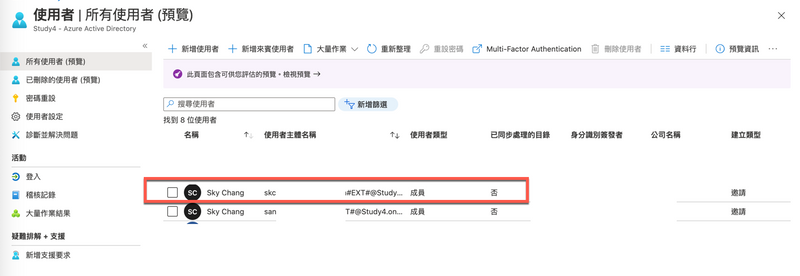 使用者 | 所有使用者 (預覽)
Study4 - Azure Active Directory
所有使用者 (預覽)
已刪除的使用者 (預覽)
密碼重設
使用者設定
診斷並解決問題
活動
登入
稽核記錄
大量作業結果
疑難排解 + 支援
新增支援要求
新增使用者 新增來賓使用者 大量作業 重新整理 重設密碼 Multi-Factor Authentication 刪除使用者 資料行 預覽資訊 ...
此頁面包含可供您評估的預覽。檢視預覽 →
搜尋使用者 新增篩選
找到 8 位使用者
名稱 使用者主體名稱 使用者類型 已同步處理的目錄 身分識別簽發者 公司名稱 建立類型
SC Sky Chang skc #EXT#@Study... 成員 否 邀請
SC Sky Chang san T#@Study4.on... 成員 否 邀請